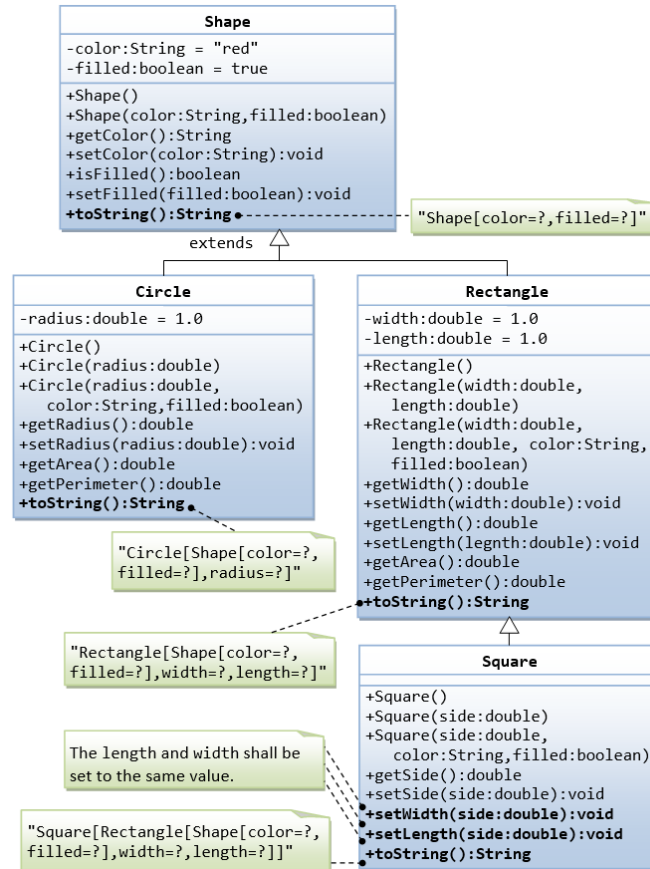 Shape
-color:String = "red"
-filled:boolean = true
+Shape()
+Shape(color:String,filled:boolean)
+getColor():String
+setColor(color:String):void
+isFilled():boolean
+setFilled(filled:boolean):void
+toString():String
"Shape[color=?,filled=?]"
extends
Circle
-radius:double = 1.0
+Circle()
+Circle(radius:double)
+Circle(radius:double,
color:String,filled:boolean)
+getRadius():double
+setRadius(radius:double):void
+getArea():double
+getPerimeter():double
+toString():String
"Circle[Shape[color=?,
filled=?],radius=?]"
Rectangle
-width:double = 1.0
-length:double = 1.0
+Rectangle()
+Rectangle(width:double,
length:double)
+Rectangle(width:double,
length:double, color:String,
filled:boolean)
+getWidth():double
+setWidth(width:double):void
+getLength():double
+setLength(legnth:double):void
+getArea():double
+getPerimeter():double
+toString():String
"Rectangle[Shape[color=?,
filled=?],width=?,length=?]"
Square
+Square()
+Square(side:double)
+Square(side:double,
color:String,filled:boolean)
+getSide():double
+setSide(side:double):void
+setWidth(side:double):void
+setLength(side:double):void
+toString():String
The length and width shall be
set to the same value.
"Square[Rectangle[Shape[color=?,
filled=?],width=?,length=?]]"